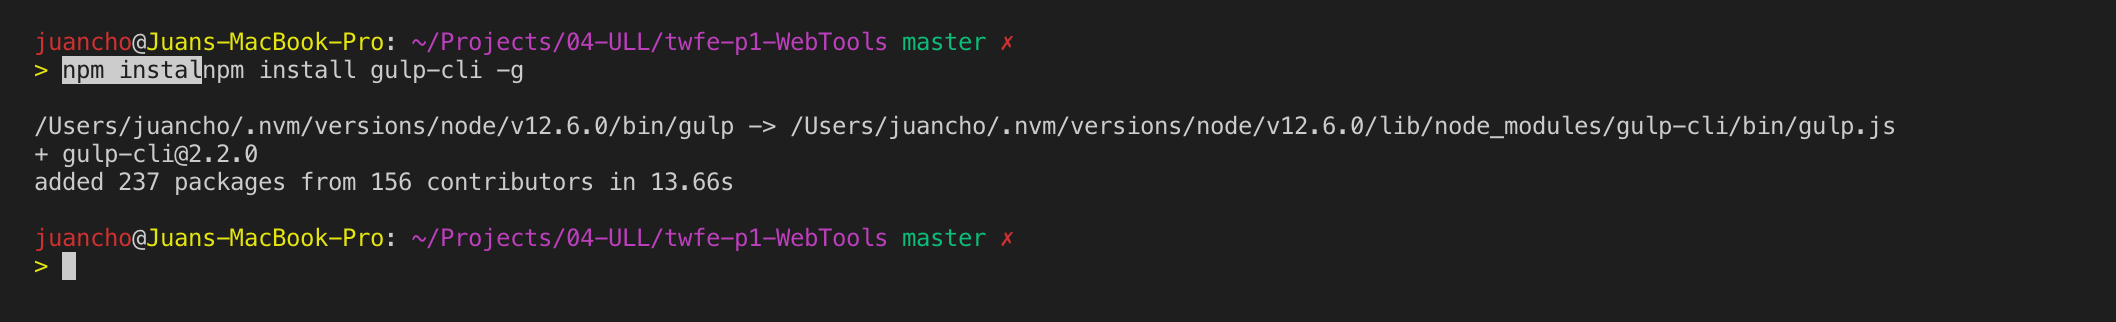 juancho@Juans-MacBook-Pro: ~/Projects/04-ULL/twfe-p1-WebTools master ✗
> npm instalnpm install gulp-cli -g
/Users/juancho/.nvm/versions/node/v12.6.0/bin/gulp -> /Users/juancho/.nvm/versions/node/v12.6.0/lib/node_modules/gulp-cli/bin/gulp.js
+ gulp-cli@2.2.0
added 237 packages from 156 contributors in 13.66s
juancho@Juans-MacBook-Pro: ~/Projects/04-ULL/twfe-p1-WebTools master ✗
>